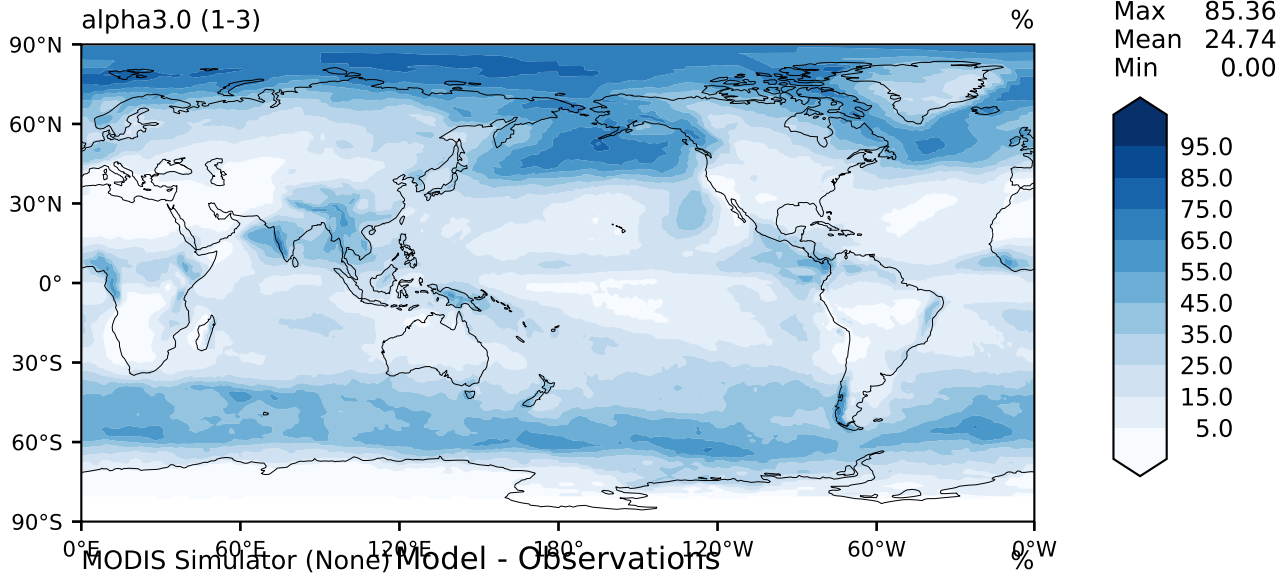 alpha3.0 (1-3) %
Max 85.36
Mean 24.74
Min 0.00
90°N
60°N
30°N
0°
30°S
60°S
90°S
95.0
85.0
75.0
65.0
55.0
45.0
35.0
25.0
15.0
5.0
0°E 60°E 120°E 180° 120°W 60°W 0°W
MODIS Simulator (None) Model - Observations %